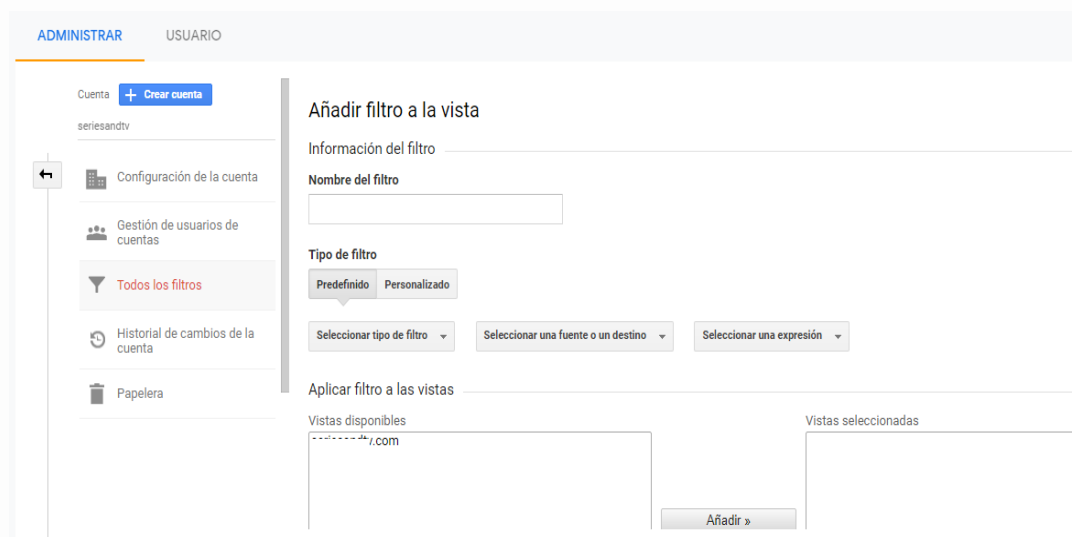 ADMINISTRAR USUARIO
Cuenta + Crear cuenta
seriesandtv
Configuración de la cuenta
Gestión de usuarios de
cuentas
Todos los filtros
Historial de cambios de la
cuenta
Papelera
Añadir filtro a la vista
Información del filtro
Nombre del filtro
Tipo de filtro
Predefinido Personalizado
Seleccionar tipo de filtro Seleccionar una fuente o un destino Seleccionar una expresión
Aplicar filtro a las vistas
Vistas disponibles Vistas seleccionadas
.com
Añadir »